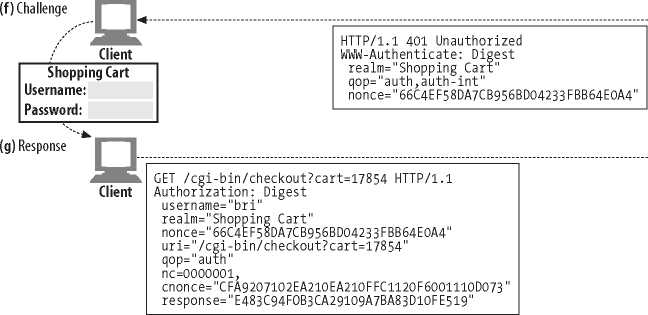 (f) Challenge
Client
Shopping Cart
Username:
Password:
HTTP/1.1 401 Unauthorized
WWW-Authenticate: Digest
realm="Shopping Cart"
qop="auth,auth-int"
nonce="66C4EF58DA7CB956BD04233FBB64E0A4"
(g) Response
Client
GET /cgi-bin/checkout?cart=17854 HTTP/1.1
Authorization: Digest
username="bri"
realm="Shopping Cart"
nonce="66C4EF58DA7CB956BD04233FBB64E0A4"
uri="/cgi-bin/checkout?cart=17854"
qop="auth"
nc=0000001,
cnonce="CFA9207102EA210EA210FFC1120F6001110D073"
response="E483C94F0B3CA29109A7BA83D10FE519"